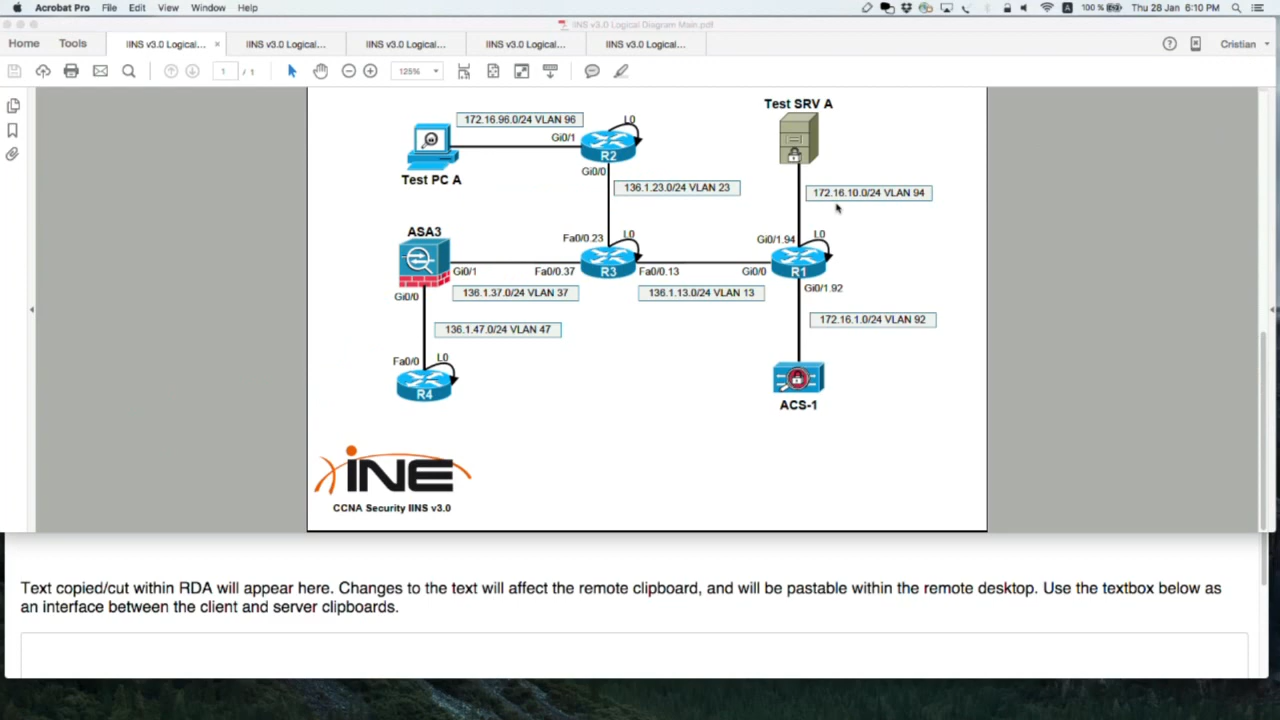 Acrobat Pro File Edit View Window Help 100 % Thu 28 Jan 6:10 PM
IINS v3.0 Logical Diagram Main.pdf
Home Tools IINS v3.0 Logical... × IINS v3.0 Logical... IINS v3.0 Logical... IINS v3.0 Logical... IINS v3.0 Logical... Cristian
1 / 1 125%
Test SRV A
172.16.96.0/24 VLAN 96
L0
Gi0/1
R2
Test PC A
Gi0/0
136.1.23.0/24 VLAN 23
172.16.10.0/24 VLAN 94
ASA3
Fa0/0.23
L0
Gi0/1.94
L0
Gi0/1
Fa0/0.37
R3
Fa0/0.13
Gi0/0
R1
Gi0/1.92
Gi0/0
136.1.37.0/24 VLAN 37
136.1.13.0/24 VLAN 13
136.1.47.0/24 VLAN 47
172.16.1.0/24 VLAN 92
Fa0/0
L0
R4
ACS-1
iNE
CCNA Security IINS v3.0
Text copied/cut within RDA will appear here. Changes to the text will affect the remote clipboard, and will be pastable within the remote desktop. Use the textbox below as
an interface between the client and server clipboards.